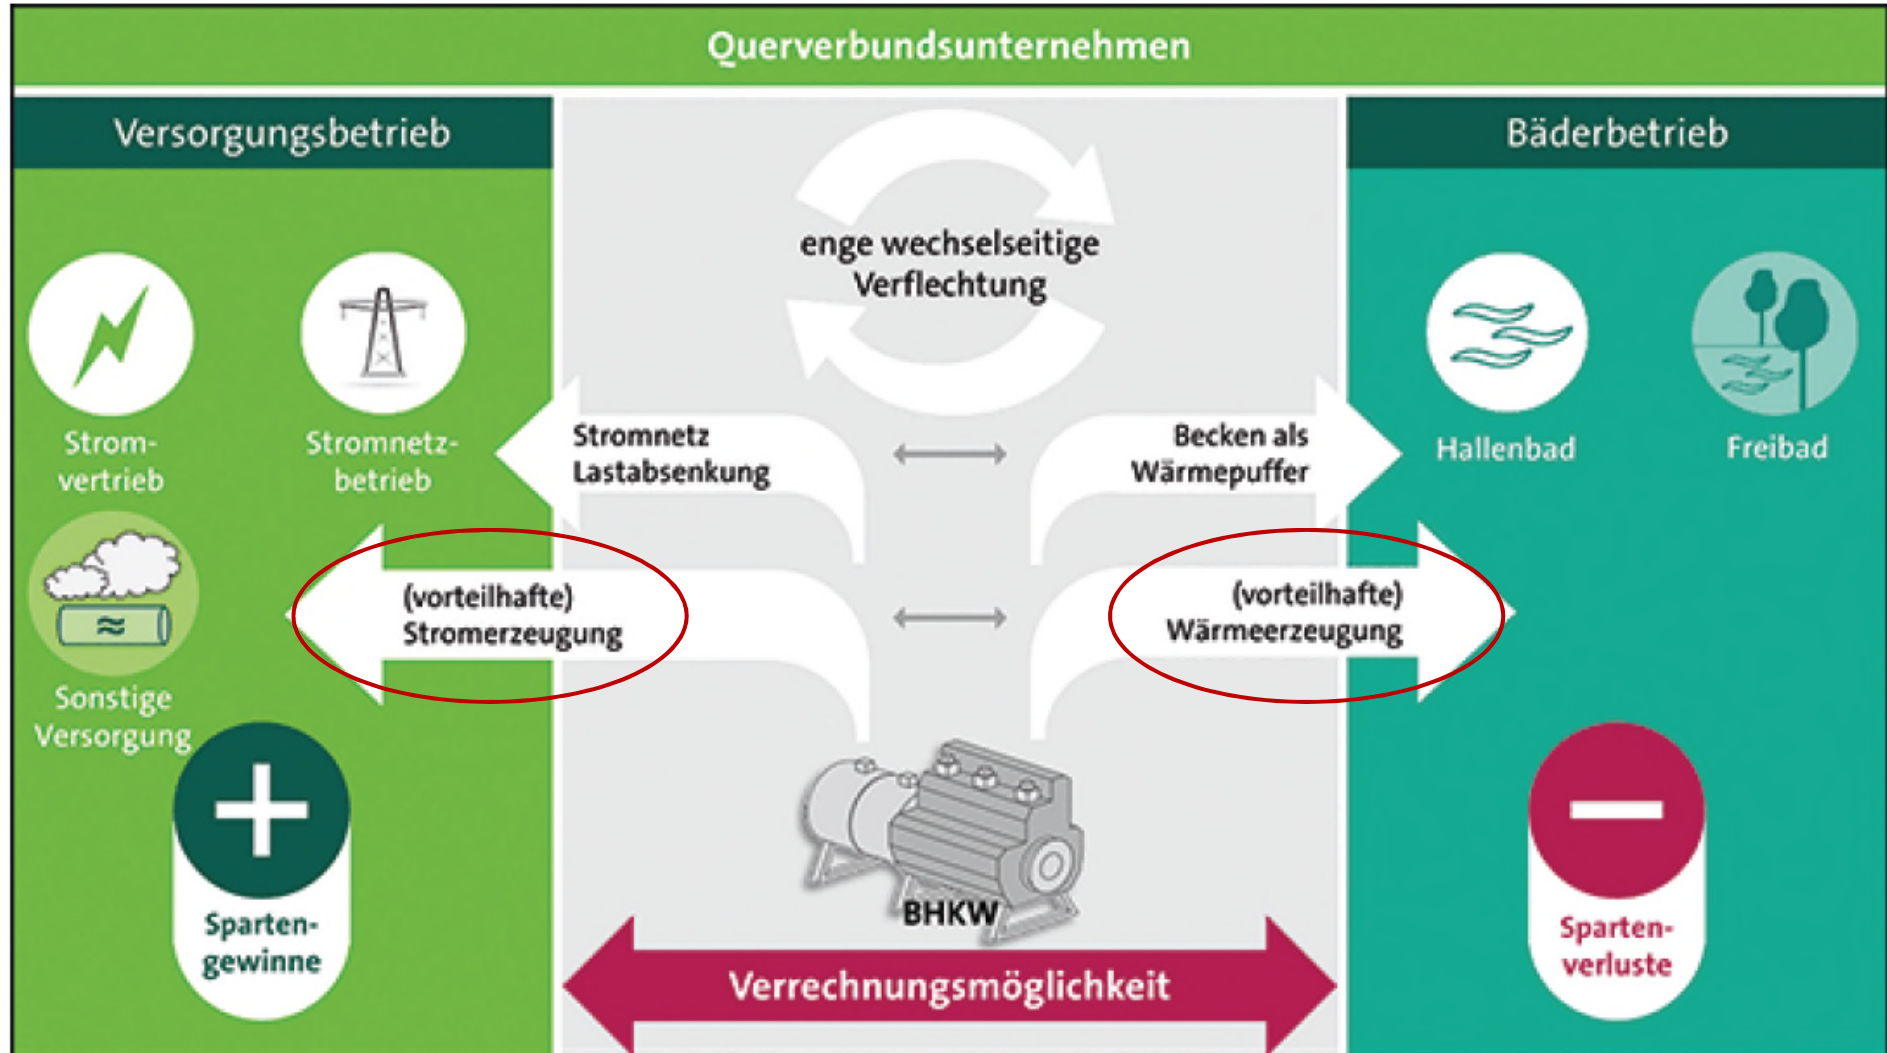 Querverbundsunternehmen
Versorgungsbetrieb
Bäderbetrieb
enge wechselseitige
Verflechtung
Strom-
vertrieb
Stromnetz-
betrieb
Stromnetz
Lastabsenkung
Becken als
Wärmepuffer
Hallenbad
Freibad
(vorteilhafte)
Stromerzeugung
(vorteilhafte)
Wärmeerzeugung
Sonstige
Versorgung
BHKW
Sparten-
gewinne
Sparten-
verluste
Verrechnungsmöglichkeit